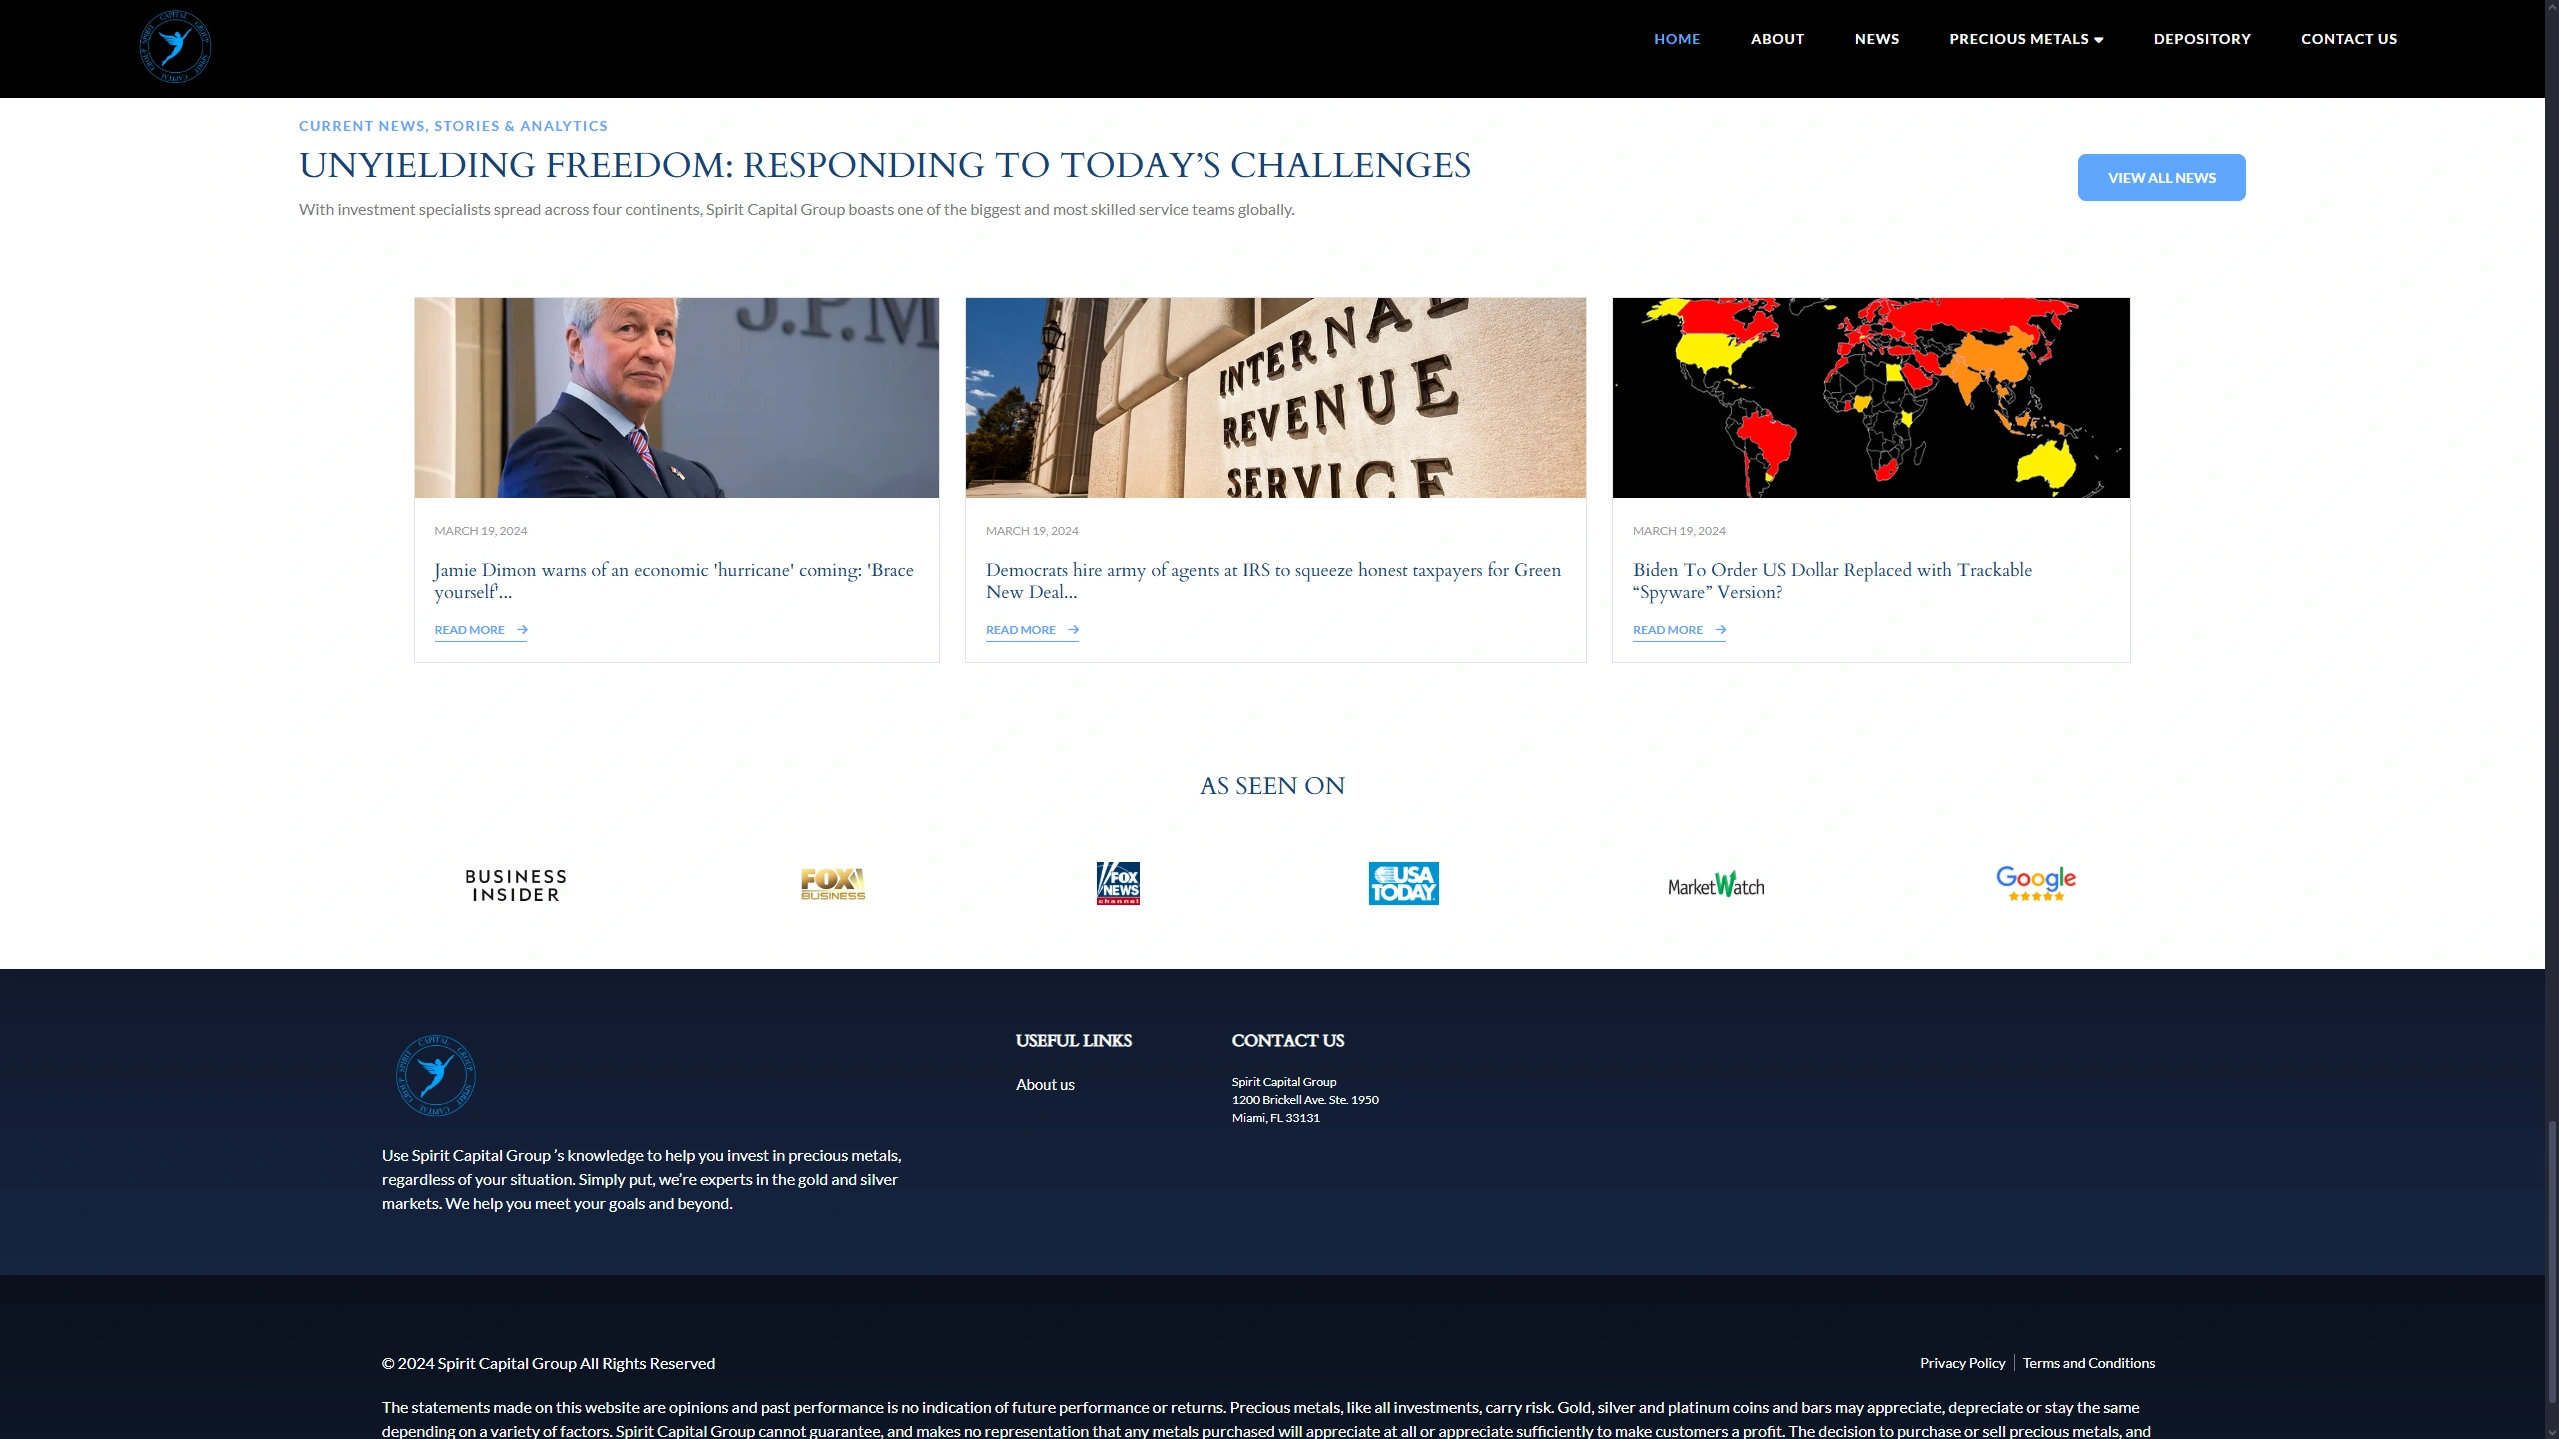 HOME
ABOUT
NEWS
PRECIOUS METALS
DEPOSITORY
CONTACT US
CURRENT NEWS, STORIES & ANALYTICS
UNYIELDING FREEDOM: RESPONDING TO TODAY’S CHALLENGES
With investment specialists spread across four continents, Spirit Capital Group boasts one of the biggest and most skilled service teams globally.
VIEW ALL NEWS
J.P.M
MARCH 19, 2024
Jamie Dimon warns of an economic 'hurricane' coming: 'Brace
yourself'...
READ MORE
INTERNAL
REVENUE
SERVICE
MARCH 19, 2024
Democrats hire army of agents at IRS to squeeze honest taxpayers for Green
New Deal...
READ MORE
MARCH 19, 2024
Biden To Order US Dollar Replaced with Trackable
“Spyware” Version?
READ MORE
AS SEEN ON
BUSINESS
INSIDER
FOX
BUSINESS
FOX
NEWS
channel
USA
TODAY
MarketWatch
Google
SPIRIT CAPITAL GROUP SPIRIT CAPITAL GROUP
Use Spirit Capital Group ’s knowledge to help you invest in precious metals,
regardless of your situation. Simply put, we’re experts in the gold and silver
markets. We help you meet your goals and beyond.
USEFUL LINKS
About us
CONTACT US
Spirit Capital Group
1200 Brickell Ave. Ste. 1950
Miami, FL 33131
© 2024 Spirit Capital Group All Rights Reserved
Privacy Policy
Terms and Conditions
The statements made on this website are opinions and past performance is no indication of future performance or returns. Precious metals, like all investments, carry risk. Gold, silver and platinum coins and bars may appreciate, depreciate or stay the same
depending on a variety of factors. Spirit Capital Group cannot guarantee, and makes no representation that any metals purchased will appreciate at all or appreciate sufficiently to make customers a profit. The decision to purchase or sell precious metals, and